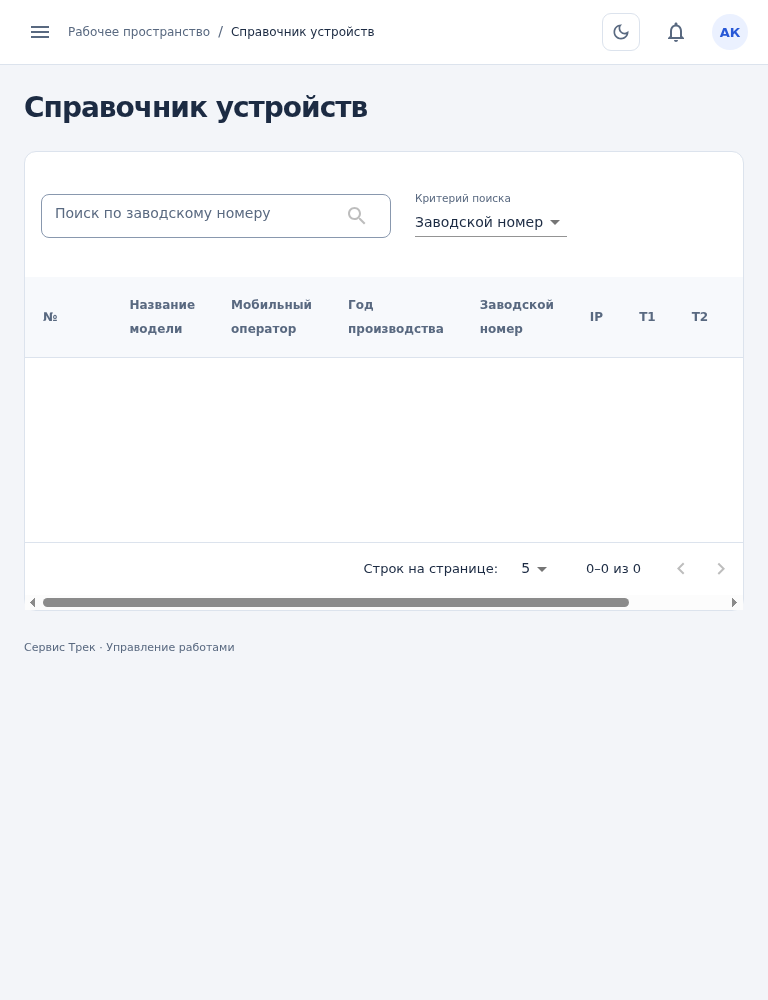 Рабочее пространство / Справочник устройств
АК
Справочник устройств
Поиск по заводскому номеру
Критерий поиска
Заводской номер
№
Название
модели
Мобильный
оператор
Год
производства
Заводской
номер
IP
T1
T2
Строк на странице:
5
0–0 из 0
Сервис Трек · Управление работами